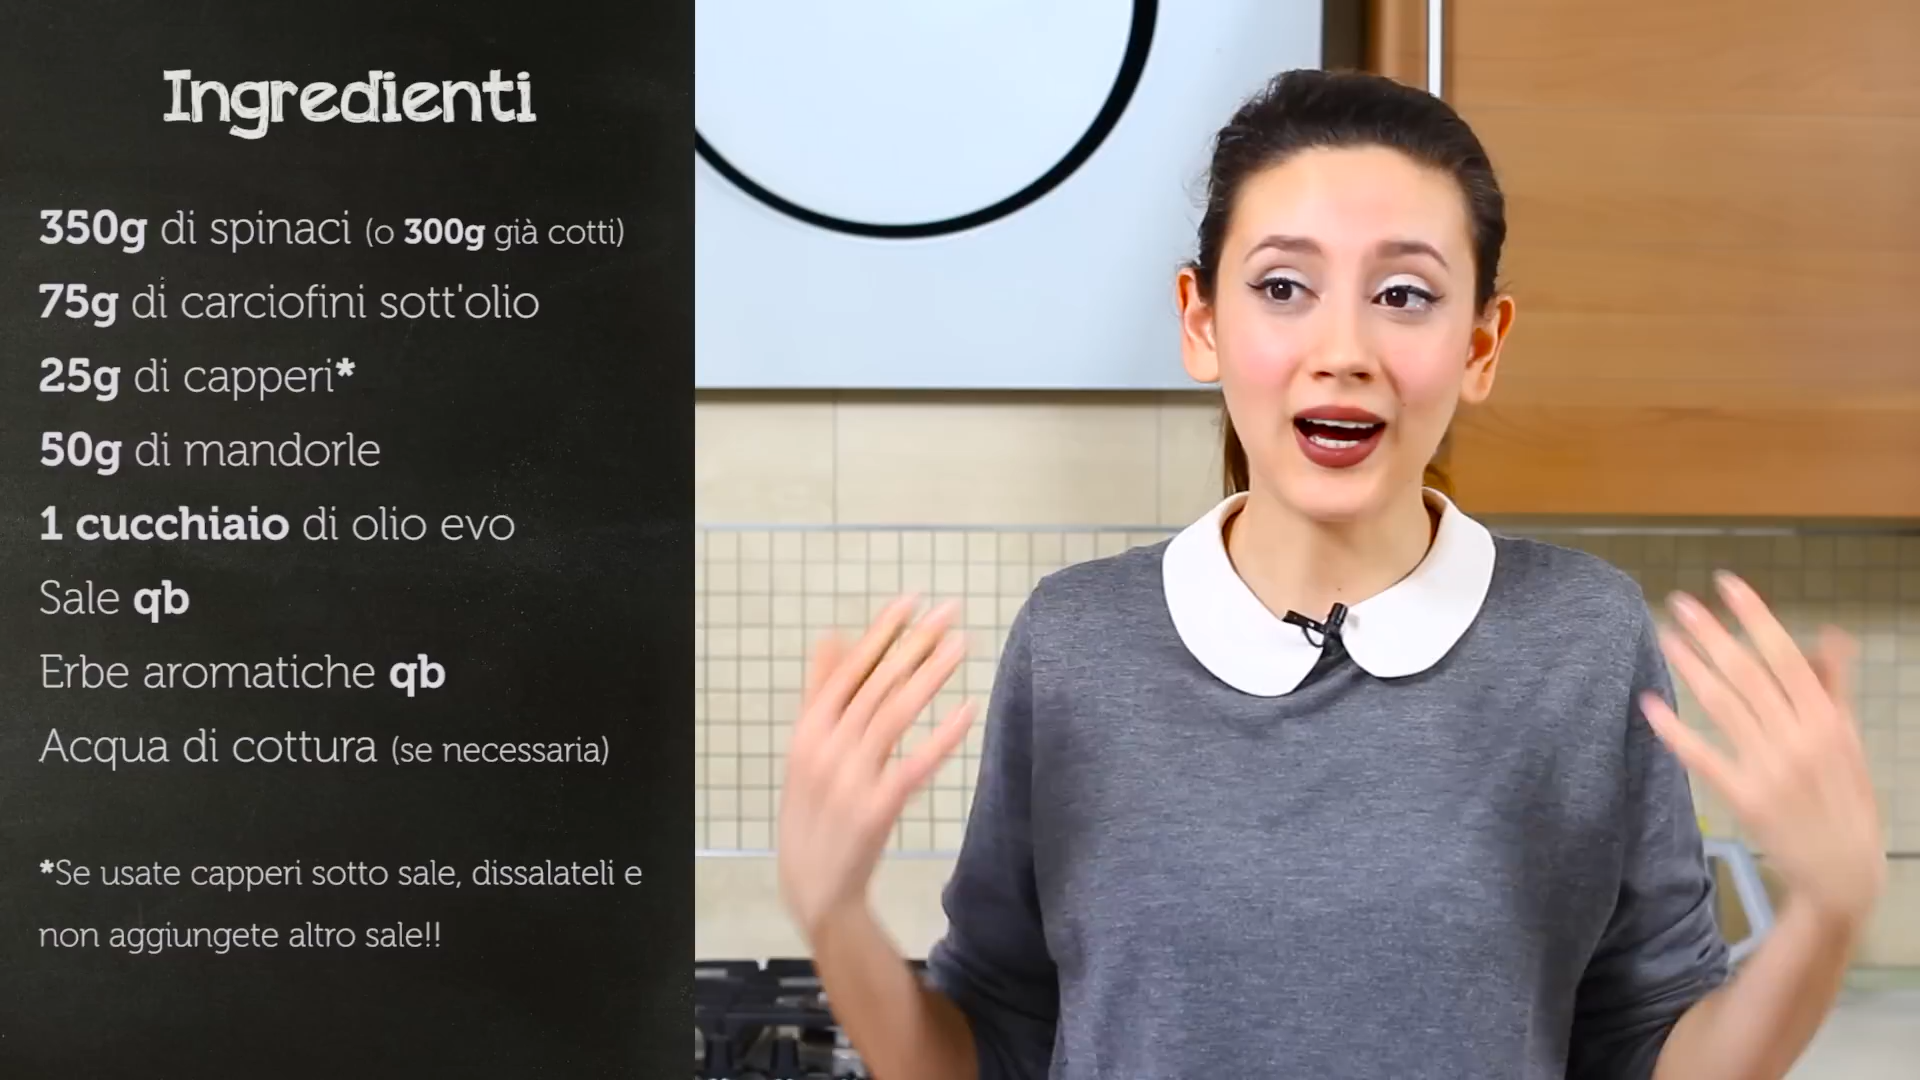 Ingredienti
350g di spinaci (o 300g già cotti)
75g di carciofini sott'olio
25g di capperi*
50g di mandorle
1 cucchiaio di olio evo
Sale qb
Erbe aromatiche qb
Acqua di cottura (se necessaria)
*Se usate capperi sotto sale, dissalateli e
non aggiungete altro sale!!